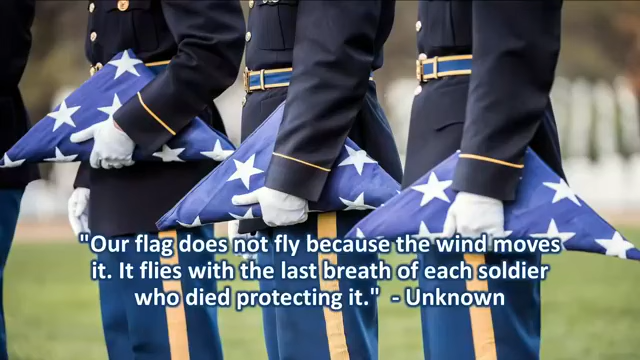 "Our flag does not fly because the wind moves
it. It flies with the last breath of each soldier
who died protecting it."  - Unknown